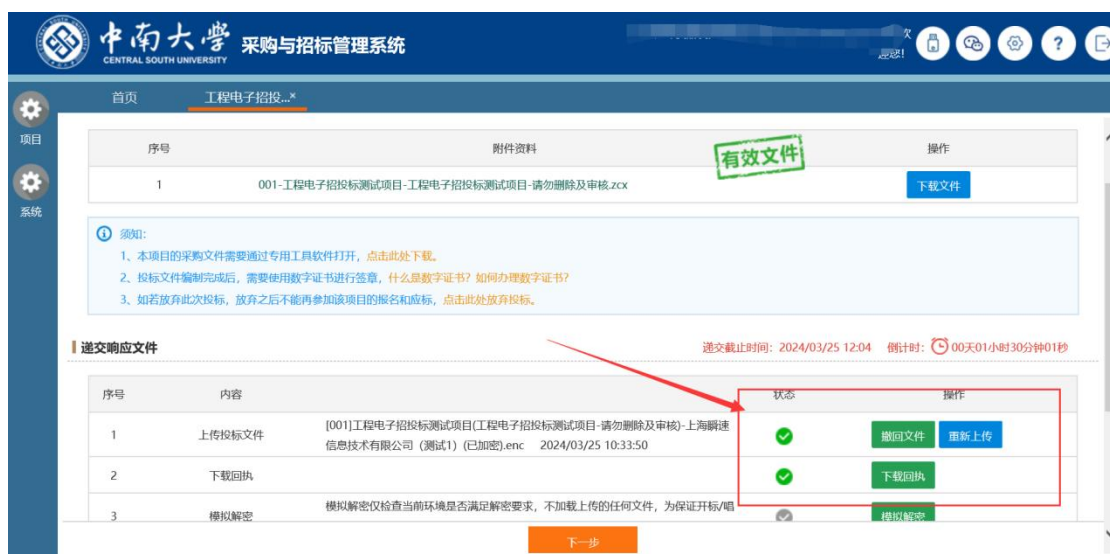 中南大学 采购与招标管理系统
CENTRAL SOUTH UNIVERSITY
首页 工程电子招投...×
项目
系统
序号 附件资料 操作
有效文件
1 001-工程电子招投标测试项目-工程电子招投标测试项目-请勿删除及审核.zcx 下载文件
须知:
1、本项目的采购文件需要通过专用工具软件打开，点击此处下载。
2、投标文件编制完成后，需要使用数字证书进行签章，什么是数字证书？如何办理数字证书？
3、如若放弃此次投标，放弃之后不能再参加该项目的报名和应标，点击此处放弃投标。
递交响应文件 递交截止时间：2024/03/25 12:04 倒计时： 00天01小时30分钟01秒
序号 内容 状态 操作
1 上传投标文件 [001]工程电子招投标测试项目(工程电子招投标测试项目-请勿删除及审核)-上海瞬速 撤回文件 重新上传
信息技术有限公司 (测试1) (已加密).enc 2024/03/25 10:33:50
2 下载回执 下载回执
3 模拟解密 模拟解密仅检查当前环境是否满足解密要求，不加载上传的任何文件，为保证开标/唱 模拟解密
下一步